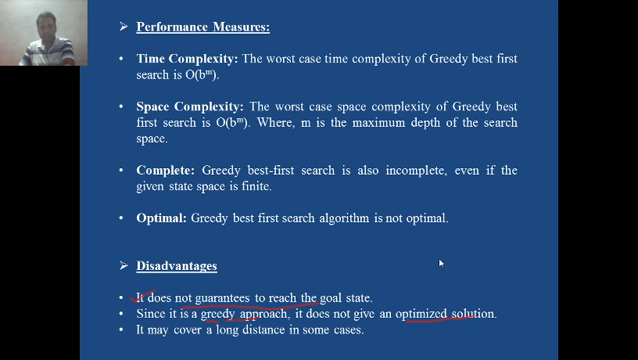 ➢ Performance Measures:
• Time Complexity: The worst case time complexity of Greedy best first
search is O(bᵐ).
• Space Complexity: The worst case space complexity of Greedy best
first search is O(bᵐ). Where, m is the maximum depth of the search
space.
• Complete: Greedy best-first search is also incomplete, even if the
given state space is finite.
• Optimal: Greedy best first search algorithm is not optimal.
➢ Disadvantages
• It does not guarantees to reach the goal state.
• Since it is a greedy approach, it does not give an optimized solution.
• It may cover a long distance in some cases.